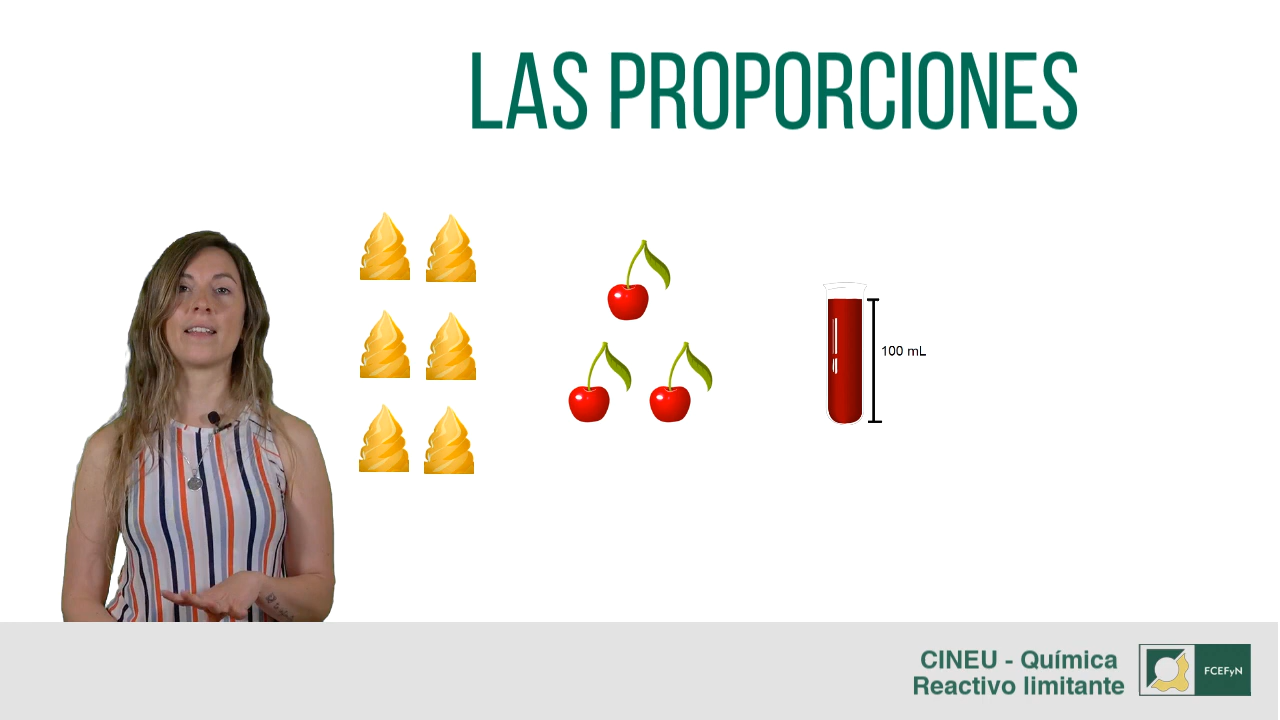 LAS PROPORCIONES
100 mL
CINEU - Química
Reactivo limitante
FCEFyN